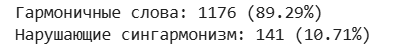 Гармоничные слова: 1176 (89.29%)
Нарушающие сингармонизм: 141 (10.71%)